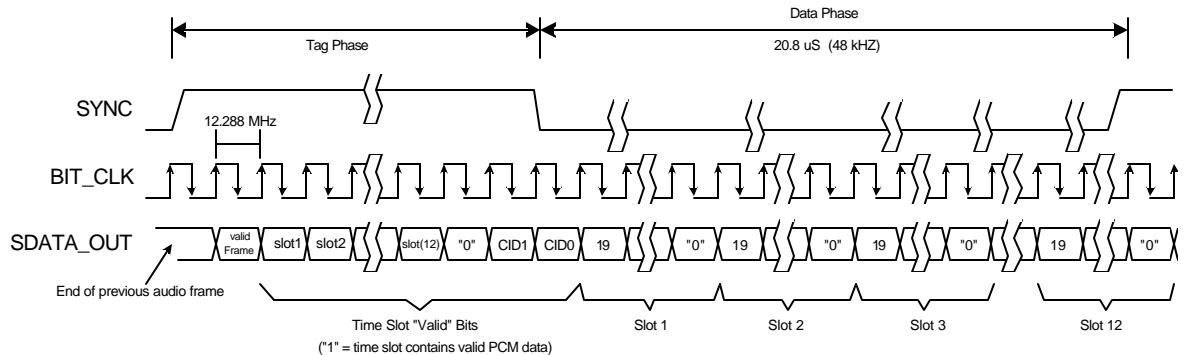 Tag Phase
Data Phase
20.8 uS (48 kHZ)
SYNC
12.288 MHz
BIT_CLK
SDATA_OUT
valid
Frame
slot1
slot2
slot(12)
"0"
CID1
CID0
19
"0"
19
"0"
19
"0"
19
"0"
End of previous audio frame
Time Slot "Valid" Bits
("1" = time slot contains valid PCM data)
Slot 1
Slot 2
Slot 3
Slot 12